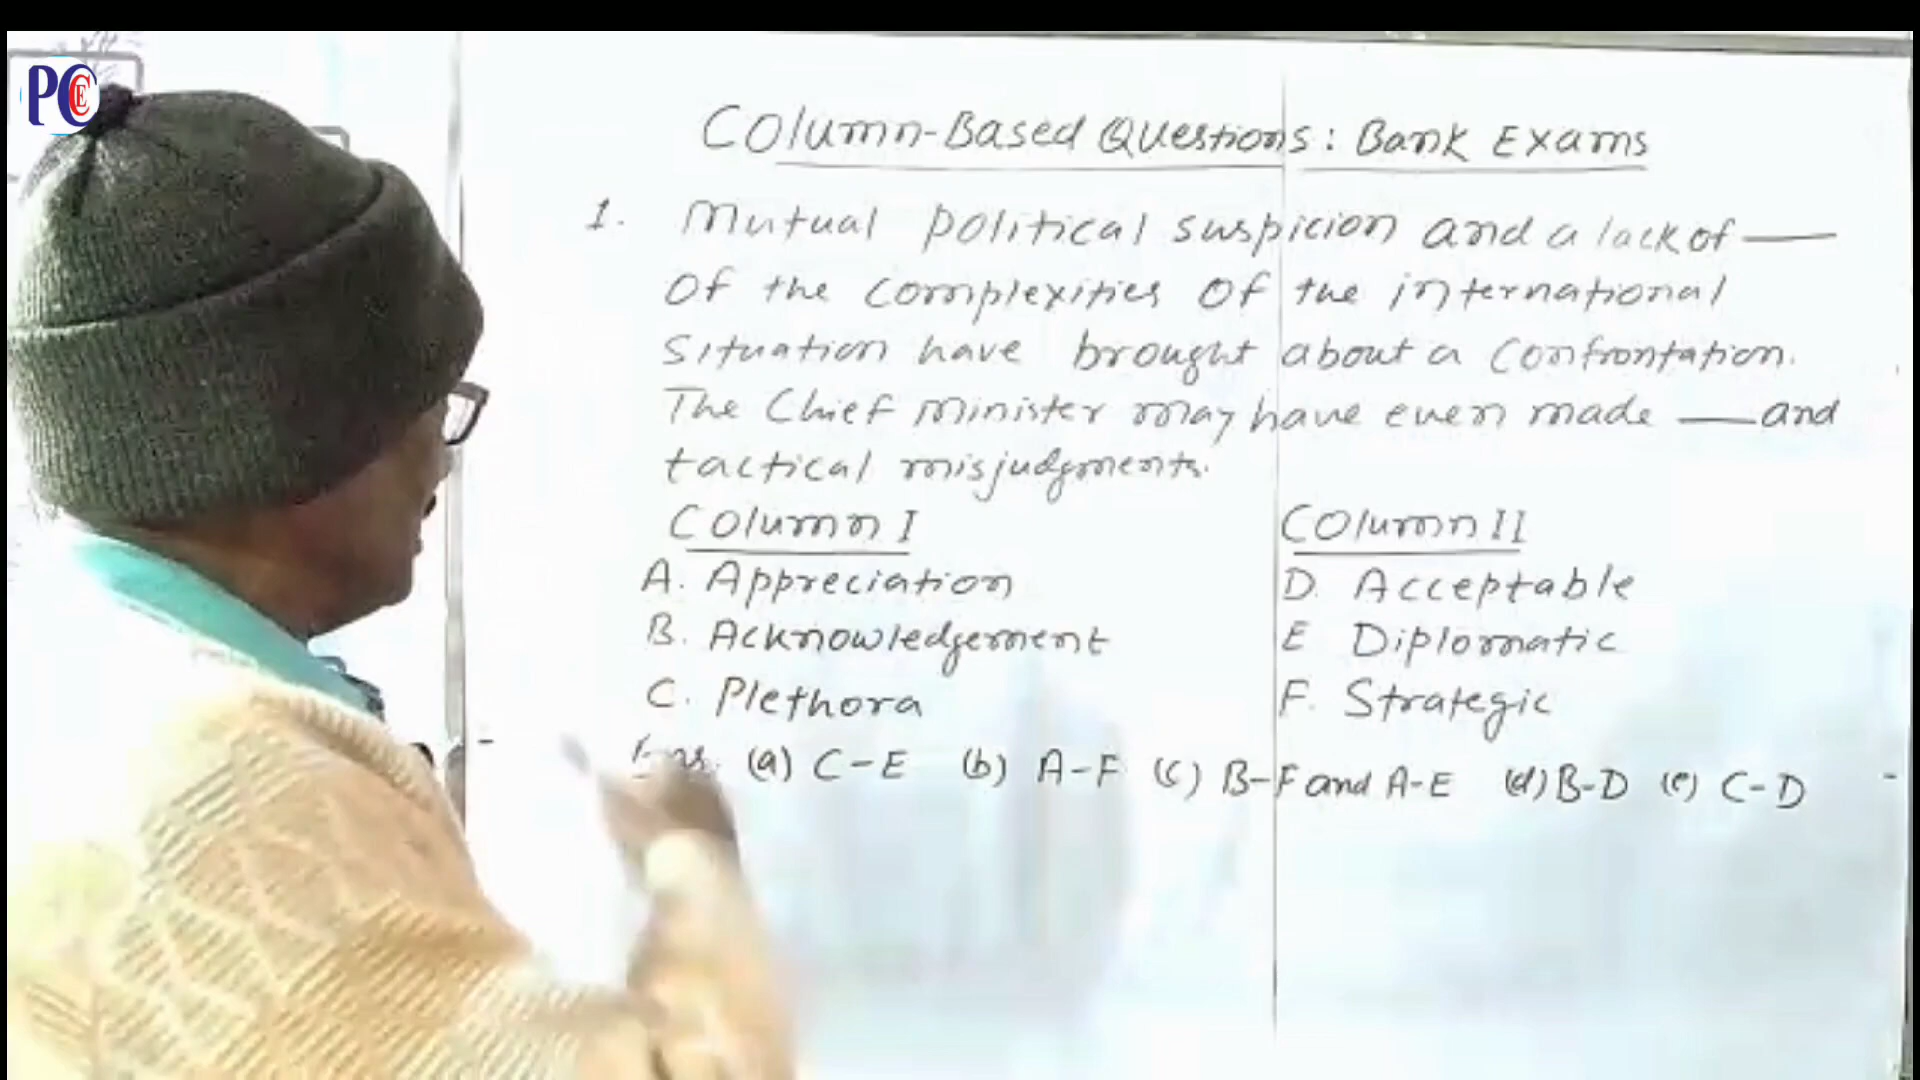 PCCE
Column-Based Questions: Bank Exams
1. Mutual political suspicion and a lack of —
of the complexities of the international
situation have brought about a confrontation.
The Chief Minister may have even made — and
tactical misjudgments.
Column I Column II
A. Appreciation D. Acceptable
B. Acknowledgement E Diplomatic
C. Plethora F. Strategic
(a) C-E (b) A-F (c) B-F and A-E (d) B-D (e) C-D